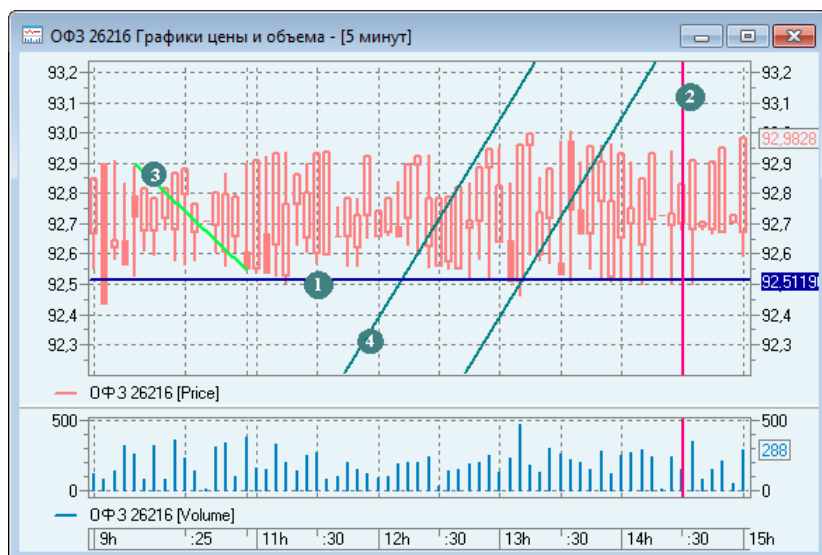 ОФЗ 26216 Графики цены и объема - [5 минут]
93,2 93,2
93,1 2 93,1
93,0
92,9828
92,9 3 92,9
92,8 92,8
92,7 92,7
92,6 92,6
92,5 1 92,5119
92,4 92,4
92,3 4 92,3
ОФЗ 26216 [Price]
500 500
288
0 0
ОФЗ 26216 [Volume]
9h :25 11h :30 12h :30 13h :30 14h :30 15h